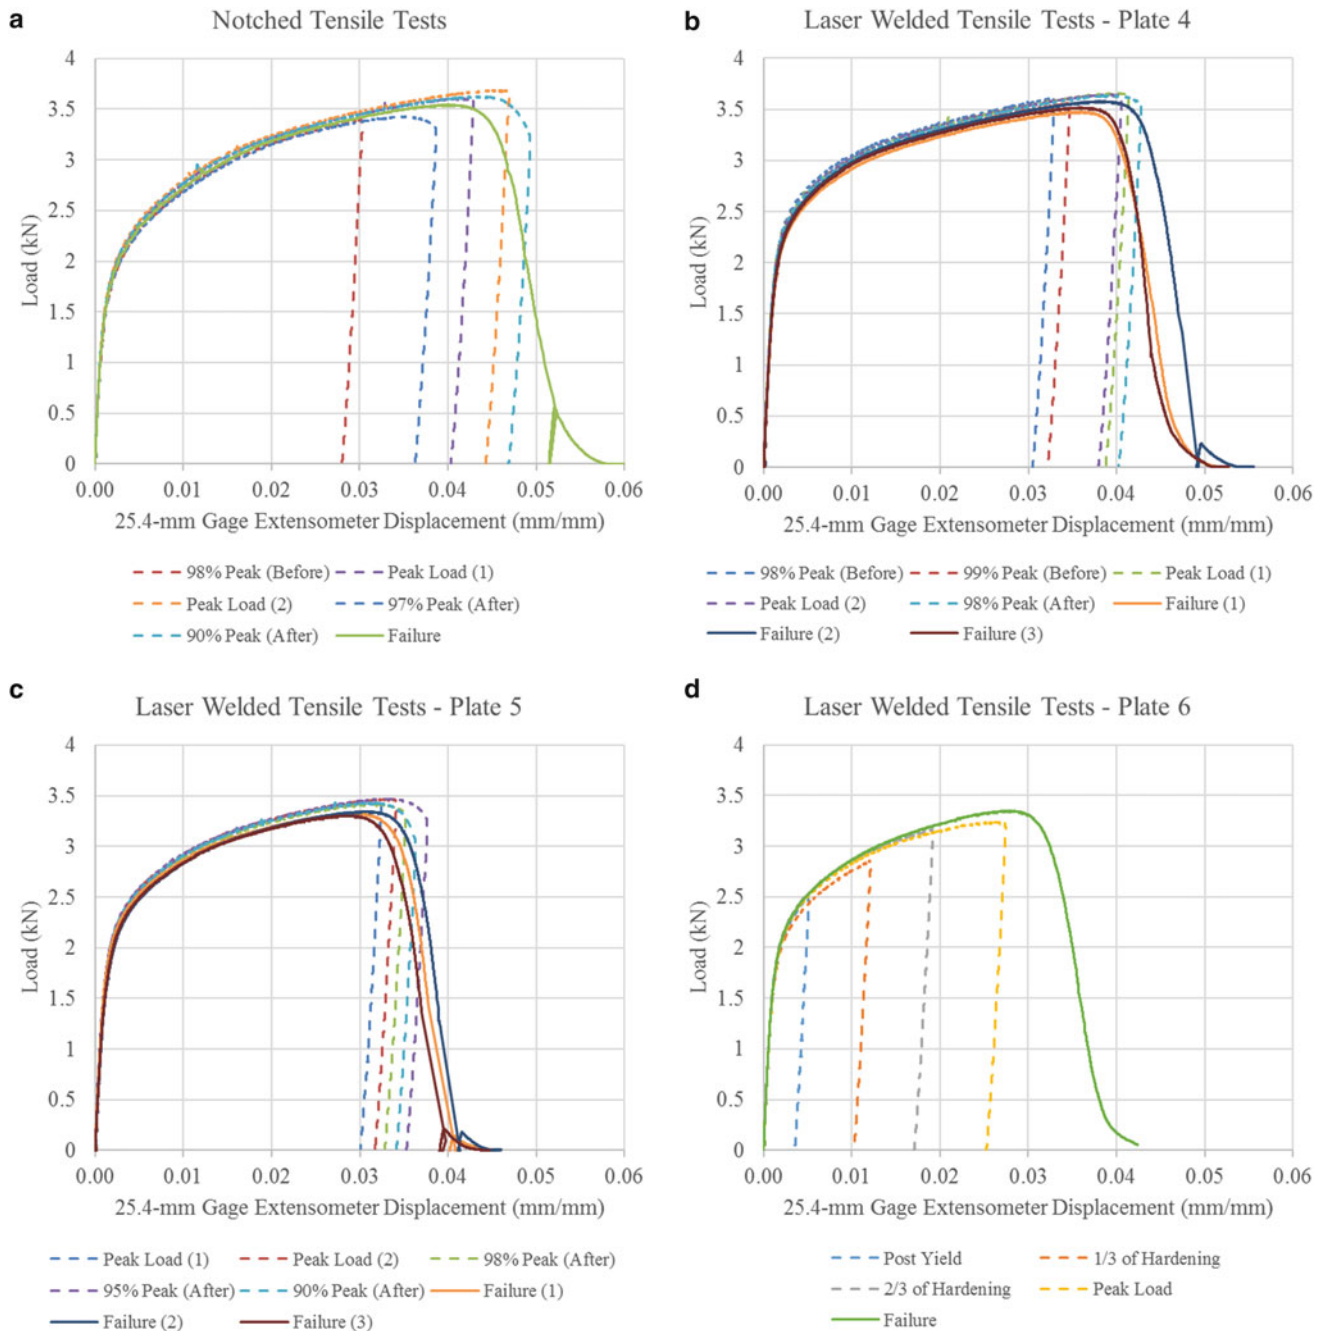 a
Notched Tensile Tests
4
3.5
3
2.5
2
1.5
1
0.5
0
Load (kN)
0.00 0.01 0.02 0.03 0.04 0.05 0.06
25.4-mm Gage Extensometer Displacement (mm/mm)
98% Peak (Before) Peak Load (1)
Peak Load (2) 97% Peak (After)
90% Peak (After) Failure
b
Laser Welded Tensile Tests - Plate 4
4
3.5
3
2.5
2
1.5
1
0.5
0
Load (kN)
0.00 0.01 0.02 0.03 0.04 0.05 0.06
25.4-mm Gage Extensometer Displacement (mm/mm)
98% Peak (Before) 99% Peak (Before) Peak Load (1)
Peak Load (2) 98% Peak (After) Failure (1)
Failure (2) Failure (3)
c
Laser Welded Tensile Tests - Plate 5
4
3.5
3
2.5
2
1.5
1
0.5
0
Load (kN)
0.00 0.01 0.02 0.03 0.04 0.05 0.06
25.4-mm Gage Extensometer Displacement (mm/mm)
Peak Load (1) Peak Load (2) 98% Peak (After)
95% Peak (After) 90% Peak (After) Failure (1)
Failure (2) Failure (3)
d
Laser Welded Tensile Tests - Plate 6
4
3.5
3
2.5
2
1.5
1
0.5
0
Load (kN)
0.00 0.01 0.02 0.03 0.04 0.05 0.06
25.4-mm Gage Extensometer Displacement (mm/mm)
Post Yield 1/3 of Hardening
2/3 of Hardening Peak Load
Failure